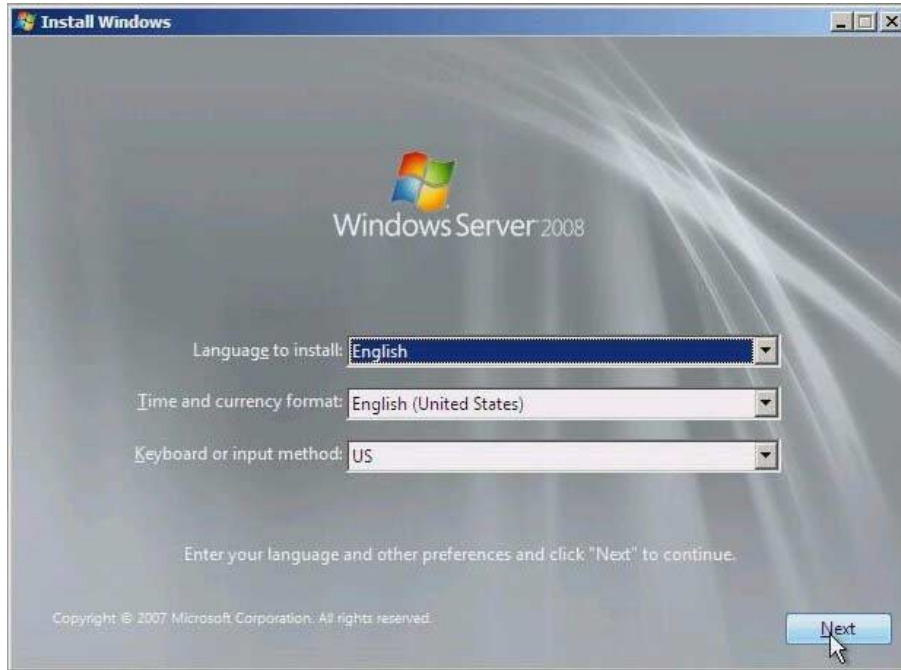 Install Windows
Windows Server 2008
Language to install: English
Time and currency format: English (United States)
Keyboard or input method: US
Enter your language and other preferences and click "Next" to continue.
Copyright © 2007 Microsoft Corporation. All rights reserved.
Next